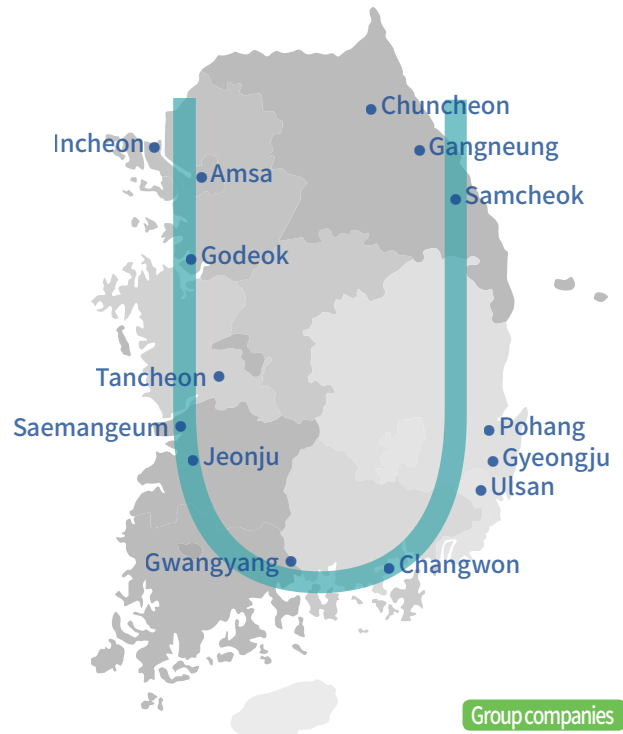 Chuncheon
Incheon
Gangneung
Amsa
Samcheok
Godeok
Tancheon
Saemangeum
Pohang
Jeonju
Gyeongju
Ulsan
Gwangyang
Changwon
Group companies